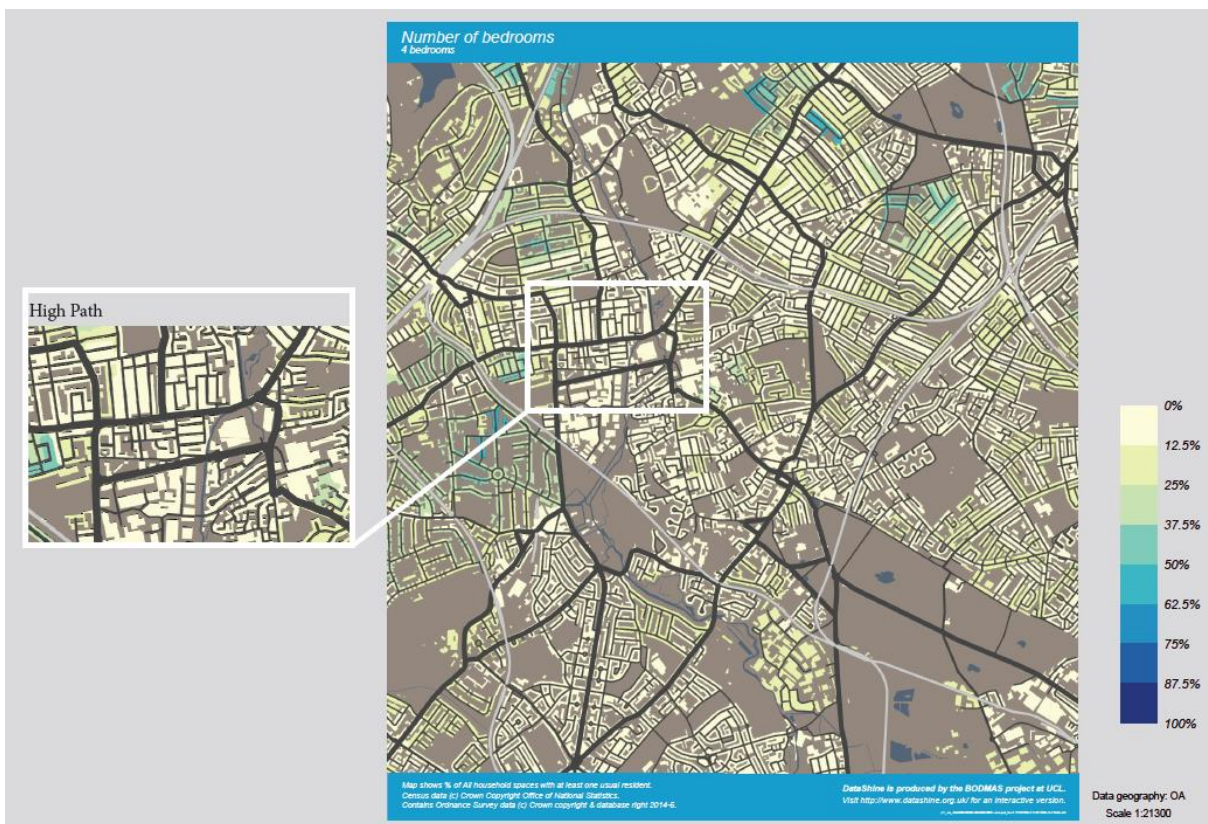 Number of bedrooms
4 bedrooms
High Path
0%
12.5%
25%
37.5%
50%
62.5%
75%
87.5%
100%
Map shows % of All household spaces with at least one usual resident.
Census data (c) Crown Copyright Office of National Statistics.
Contains Ordnance Survey data (c) Crown copyright & database right 2014-6.
DataShine is produced by the BODMAS project at UCL.
Visit http://www.datashine.org.uk/ for an interactive version.
Data geography: OA
Scale 1:21300